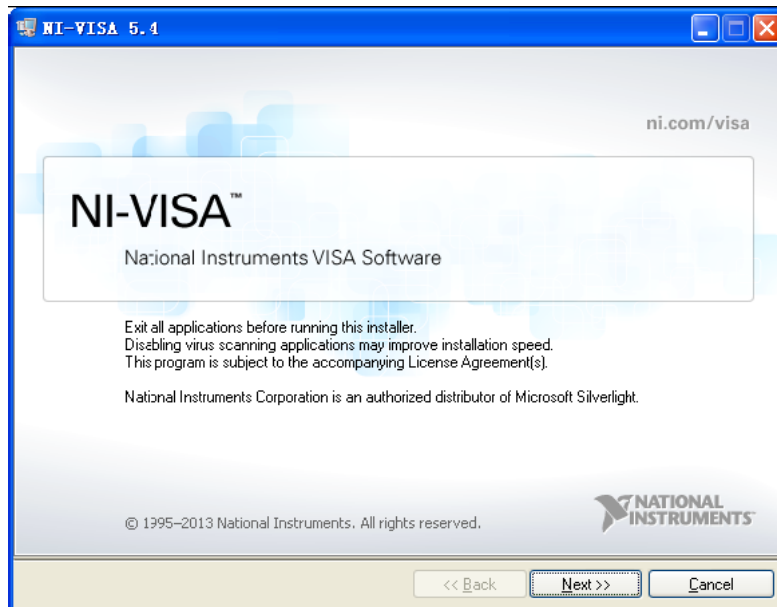 NI-VISA 5.4
ni.com/visa
NI-VISA™
National Instruments VISA Software
Exit all applications before running this installer.
Disabling virus scanning applications may improve installation speed.
This program is subject to the accompanying License Agreement(s).
National Instruments Corporation is an authorized distributor of Microsoft Silverlight.
© 1995–2013 National Instruments. All rights reserved.
NATIONAL
INSTRUMENTS™
<< Back Next >> Cancel